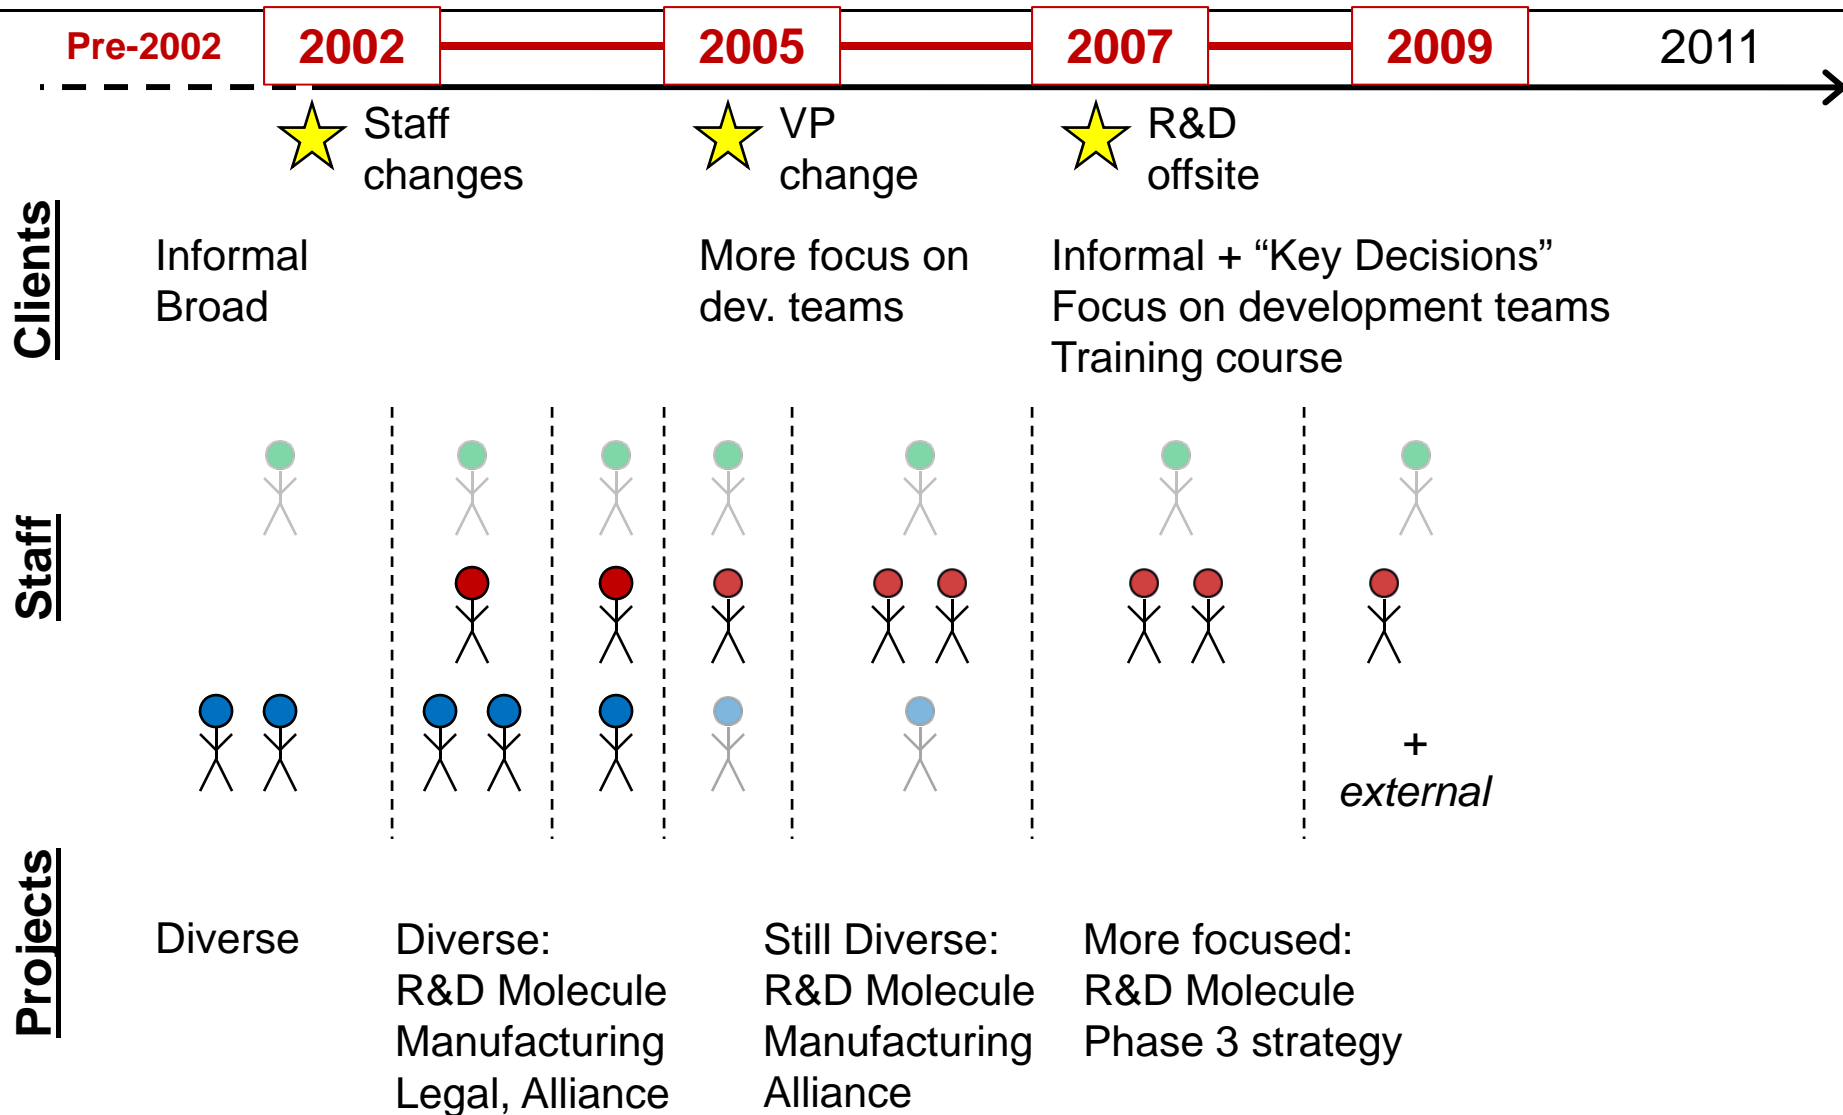 Pre-2002
2002
2005
2007
2009
2011
Staff
changes
VP
change
R&D
offsite
Clients
Informal
Broad
More focus on
dev. teams
Informal + “Key Decisions”
Focus on development teams
Training course
Staff
+
external
Projects
Diverse
Diverse:
R&D Molecule
Manufacturing
Legal, Alliance
Still Diverse:
R&D Molecule
Manufacturing
Alliance
More focused:
R&D Molecule
Phase 3 strategy